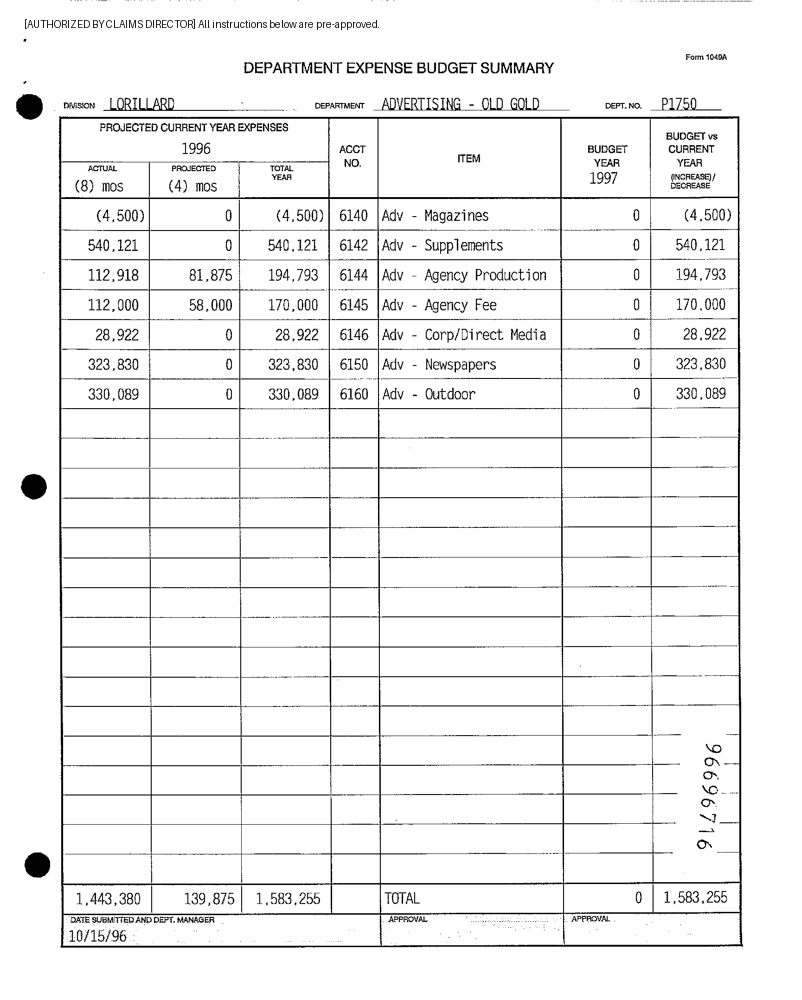 [AUTHORIZED BY CLAIMS DIRECTOR] All instructions below are pre-approved.
Form 1049A
DEPARTMENT EXPENSE BUDGET SUMMARY
DIVISION LORILLARD DEPARTMENT ADVERTISING - OLD GOLD DEPT. NO. P1750
PROJECTED CURRENT YEAR EXPENSES
1996
ACTUAL
(8) mos
PROJECTED
(4) mos
TOTAL
YEAR
ACCT
NO.
ITEM
BUDGET
YEAR
1997
BUDGET vs
CURRENT
YEAR
(INCREASE)/
DECREASE
(4,500) 0 (4,500) 6140 Adv - Magazines 0 (4,500)
540,121 0 540,121 6142 Adv - Supplements 0 540,121
112,918 81,875 194,793 6144 Adv - Agency Production 0 194,793
112,000 58,000 170,000 6145 Adv - Agency Fee 0 170,000
28,922 0 28,922 6146 Adv - Corp/Direct Media 0 28,922
323,830 0 323,830 6150 Adv - Newspapers 0 323,830
330,089 0 330,089 6160 Adv - Outdoor 0 330,089
96696716
1,443,380 139,875 1,583,255 TOTAL 0 1,583,255
DATE SUBMITTED AND DEPT. MANAGER APPROVAL APPROVAL
10/15/96